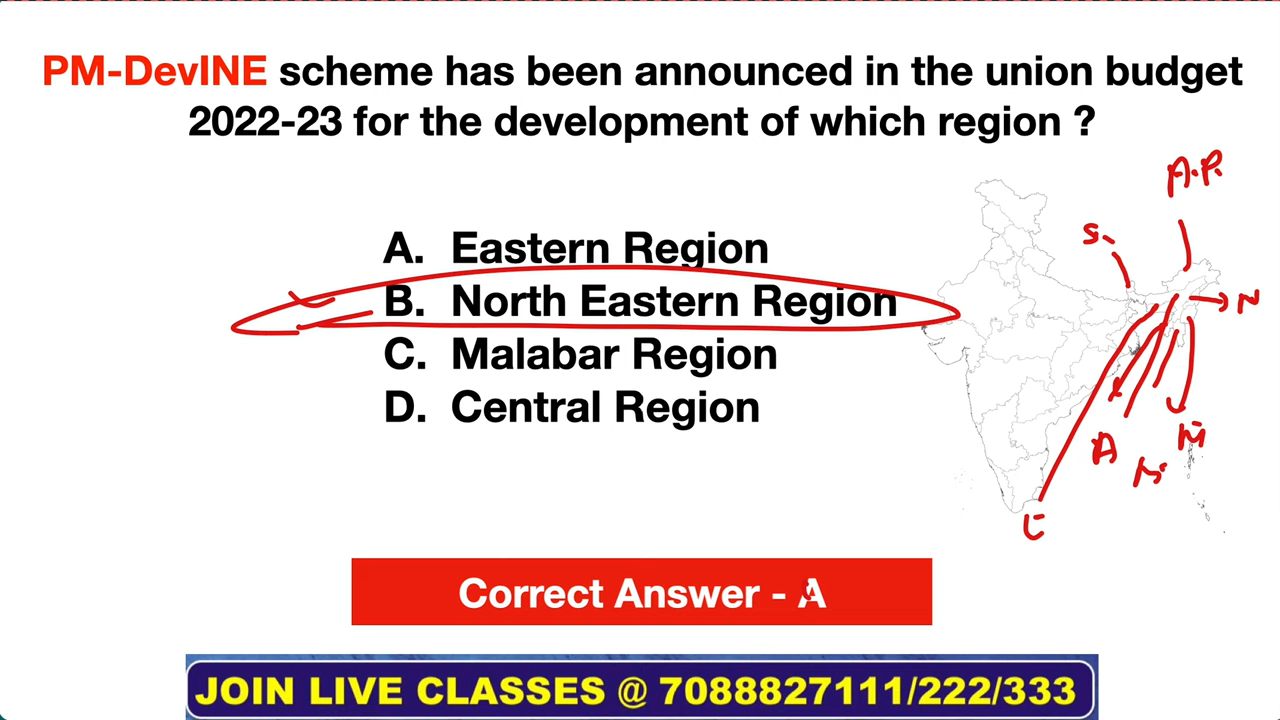 PM-DevINE scheme has been announced in the union budget
2022-23 for the development of which region ?
A. Eastern Region
B. North Eastern Region
C. Malabar Region
D. Central Region
A.P.
S.
N
A
M
Correct Answer - A
JOIN LIVE CLASSES @ 7088827111/222/333